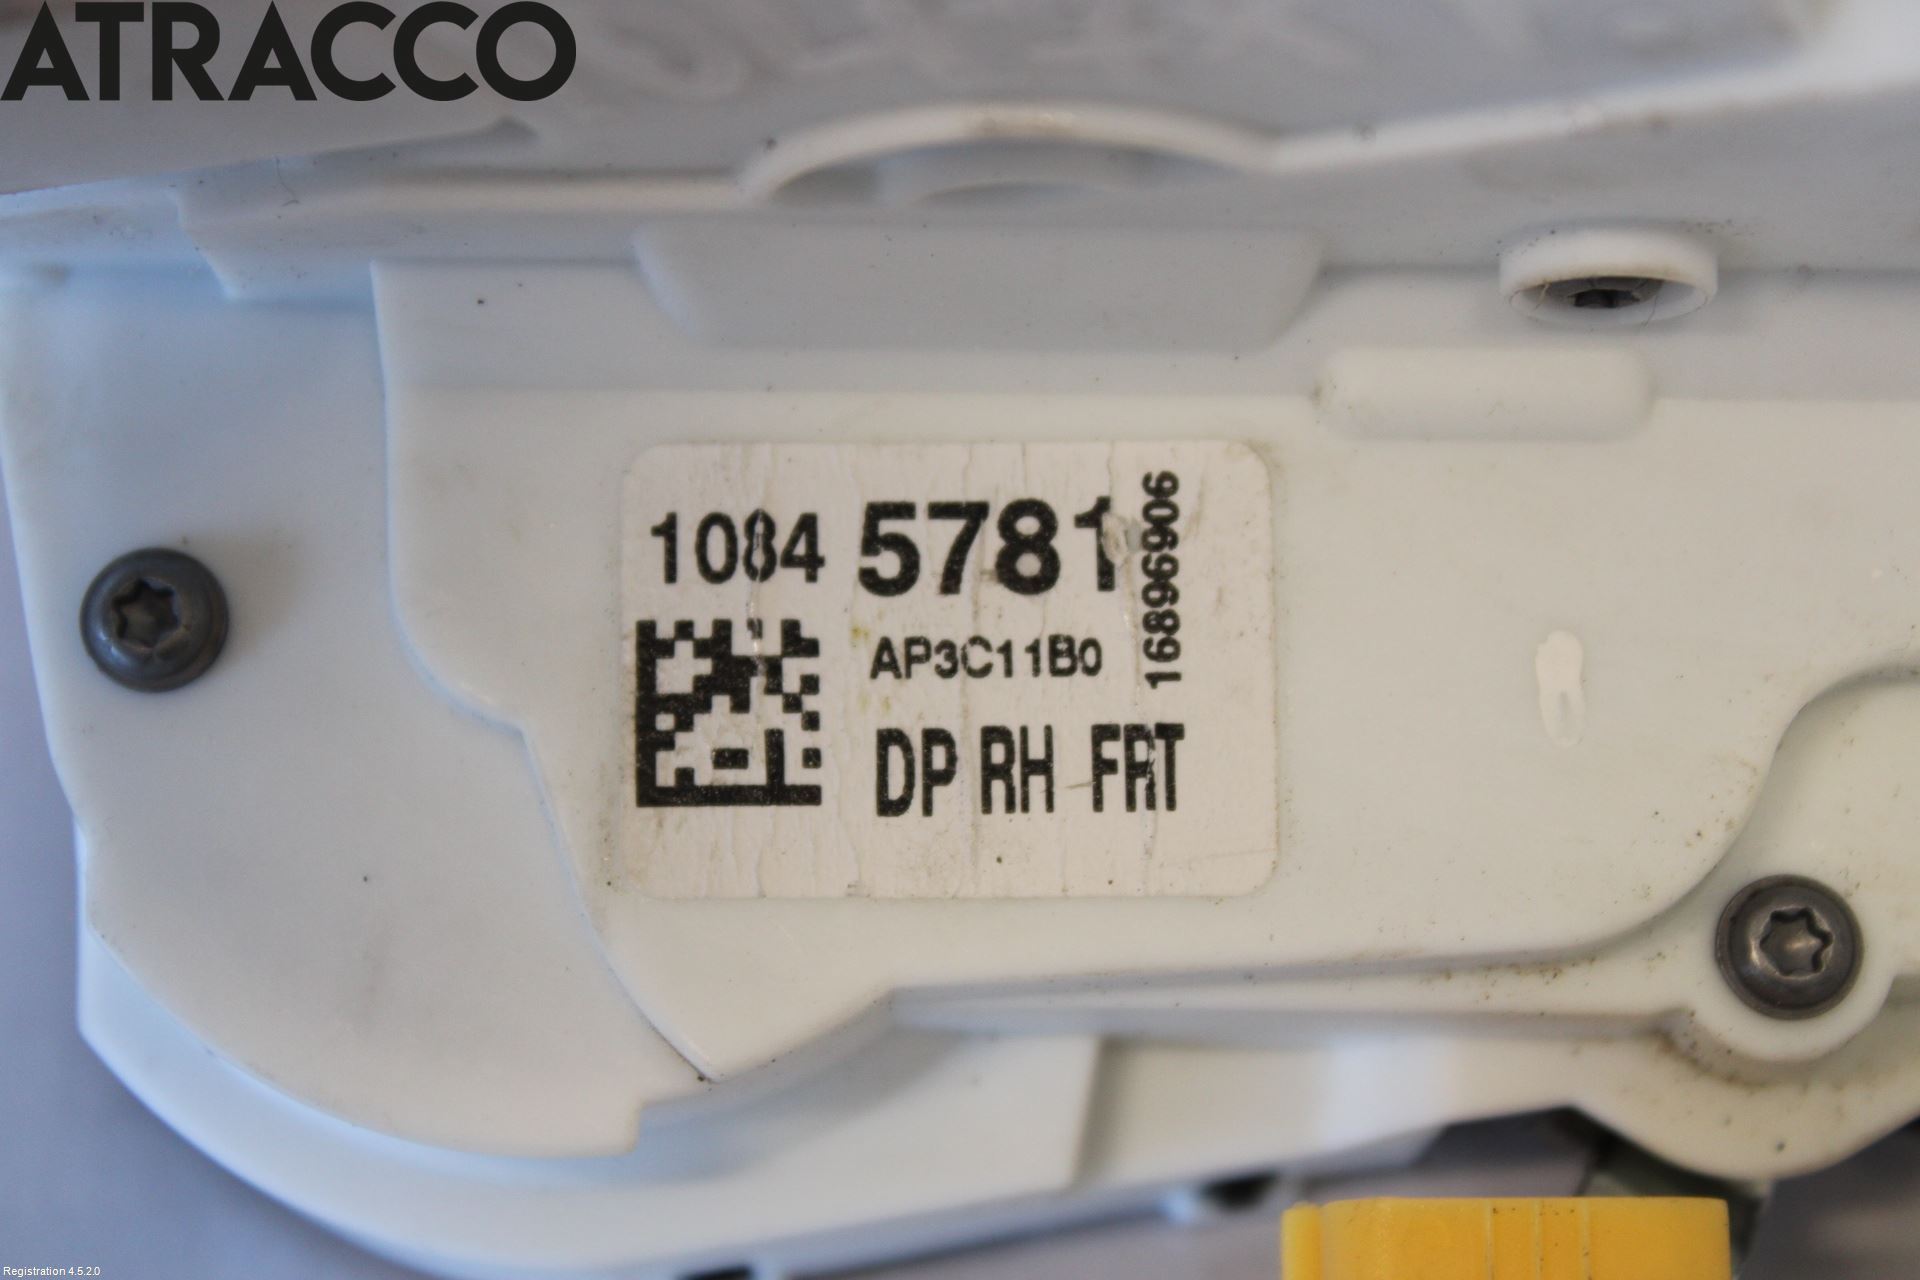 ATRACCO
1084 5781
16896906
AP3C11B0
DP RH FRT
Registration 4.5.2.0